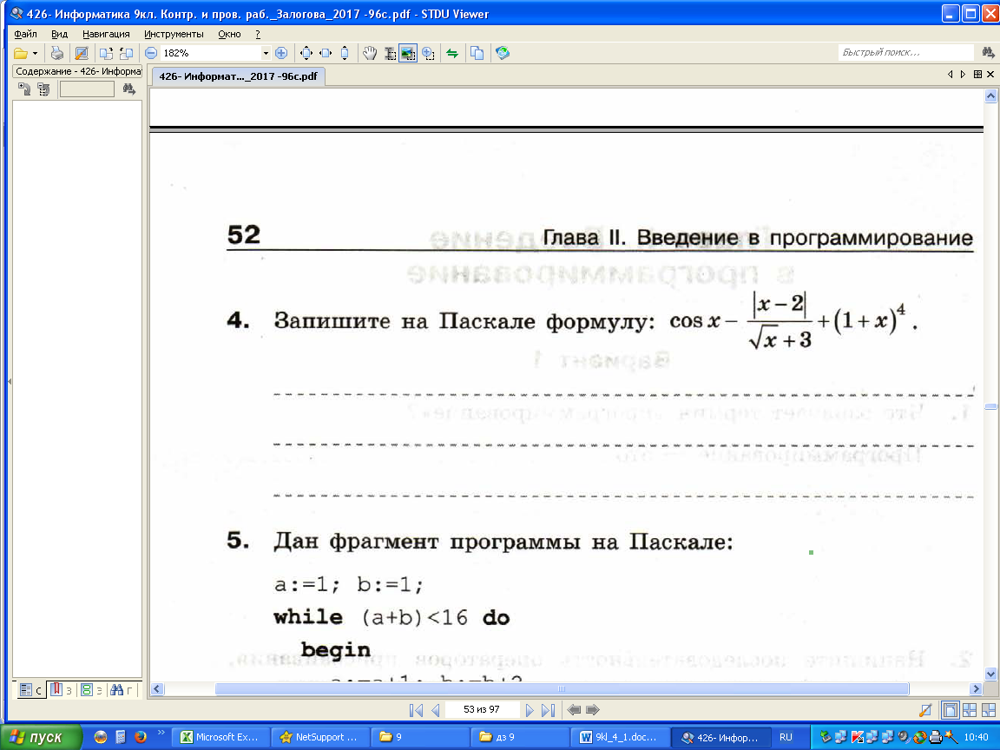 426- Информатика 9кл. Контр. и пров. раб._Залогова_2017 -96с.pdf - STDU Viewer
Файл Вид Навигация Инструменты Окно ?
182% Быстрый поиск...
Содержание - 426- Информа
426- Информат..._2017 -96с.pdf
52 Глава II. Введение в программирование
4. Запишите на Паскале формулу: cos x − |x − 2| / (√x + 3) + (1 + x)⁴ .
5. Дан фрагмент программы на Паскале:
a:=1; b:=1;
while (a+b)<16 do
begin
С З З Г
53 из 97
пуск
Microsoft Ex...
NetSupport ...
9
дз 9
9kl_4_1.doc...
426- Инфор...
RU
10:40